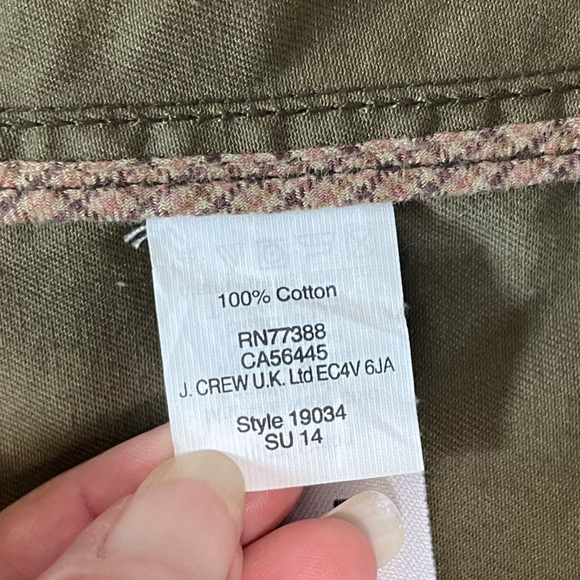 100% Cotton
RN77388
CA56445
J. CREW U.K. Ltd EC4V 6JA
Style 19034
SU 14